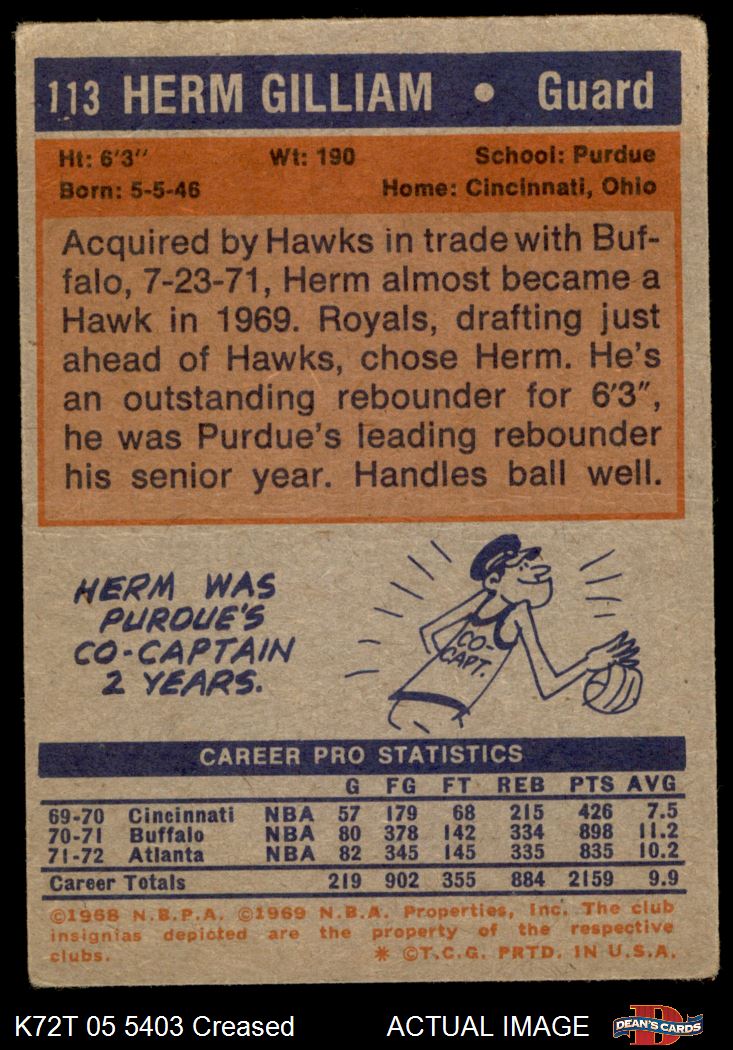 113 HERM GILLIAM • Guard
Ht: 6'3" Wt: 190 School: Purdue
Born: 5-5-46 Home: Cincinnati, Ohio
Acquired by Hawks in trade with Buf-
falo, 7-23-71, Herm almost became a
Hawk in 1969. Royals, drafting just
ahead of Hawks, chose Herm. He's
an outstanding rebounder for 6'3",
he was Purdue's leading rebounder
his senior year. Handles ball well.
HERM WAS
PURDUE'S
CO-CAPTAIN
2 YEARS.
CO-
CAPT.
CAREER PRO STATISTICS
G FG FT REB PTS AVG
69-70 Cincinnati NBA 57 179 68 215 426 7.5
70-71 Buffalo NBA 80 378 142 334 898 11.2
71-72 Atlanta NBA 82 345 145 335 835 10.2
Career Totals 219 902 355 884 2159 9.9
©1968 N.B.P.A. ©1969 N.B.A. Properties, Inc. The club
insignias depicted are the property of the respective
clubs. * ©T.C.G. PRTD. IN U.S.A.
K72T 05 5403 Creased ACTUAL IMAGE D DEAN'S CARDS